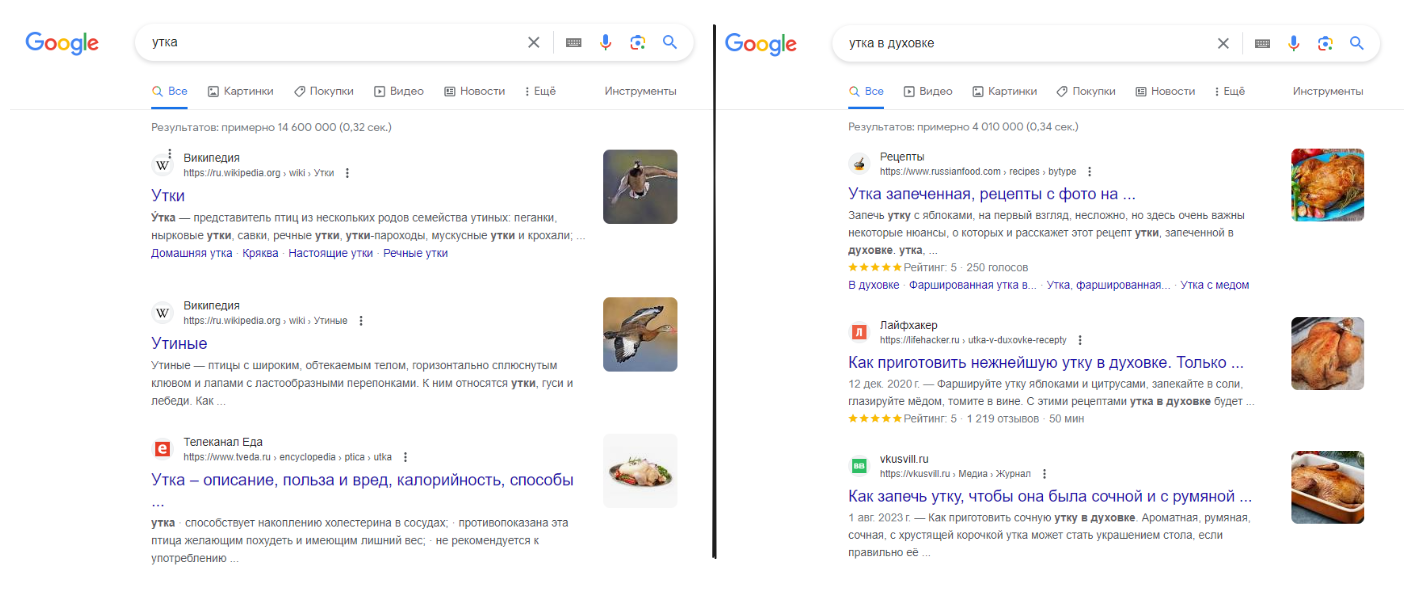 Google
утка
Все
Картинки
Покупки
Видео
Новости
Ещё
Инструменты
Результатов: примерно 14 600 000 (0,32 сек.)
W
Википедия
https://ru.wikipedia.org › wiki › Утки
Утки
Утка — представитель птиц из нескольких родов семейства утиных: пеганки,
нырковые утки, савки, речные утки, утки-пароходы, мускусные утки и крохали; ...
Домашняя утка · Кряква · Настоящие утки · Речные утки
W
Википедия
https://ru.wikipedia.org › wiki › Утиные
Утиные
Утиные — птицы с широким, обтекаемым телом, горизонтально сплюснутым
клювом и лапами с ластообразными перепонками. К ним относятся утки, гуси и
лебеди. Как ...
e
Телеканал Еда
https://www.tveda.ru › encyclopedia › ptica › utka
Утка – описание, польза и вред, калорийность, способы
...
утка · способствует накоплению холестерина в сосудах; · противопоказана эта
птица желающим похудеть и имеющим лишний вес; · не рекомендуется к
употреблению ...
Google
утка в духовке
Все
Видео
Картинки
Покупки
Новости
Ещё
Инструменты
Результатов: примерно 4 010 000 (0,34 сек.)
Рецепты
https://www.russianfood.com › recipes › bytype
Утка запеченная, рецепты с фото на ...
Запечь утку с яблоками, на первый взгляд, несложно, но здесь очень важны
некоторые нюансы, о которых и расскажет этот рецепт утки, запеченной в
духовке. утка, ...
Рейтинг: 5 · 250 голосов
В духовке · Фаршированная утка в... · Утка, фаршированная... · Утка с медом
Л
Лайфхакер
https://lifehacker.ru › utka-v-duxovke-recepty
Как приготовить нежнейшую утку в духовке. Только ...
12 дек. 2020 г. — Фаршируйте утку яблоками и цитрусами, запекайте в соли,
глазируйте мёдом, томите в вине. С этими рецептами утка в духовке будет ...
Рейтинг: 5 · 1 219 отзывов · 50 мин
ВВ
vkusvill.ru
https://vkusvill.ru › Медиа › Журнал
Как запечь утку, чтобы она была сочной и с румяной ...
1 авг. 2023 г. — Как приготовить сочную утку в духовке. Ароматная, румяная,
сочная, с хрустящей корочкой утка может стать украшением стола, если
правильно её ...